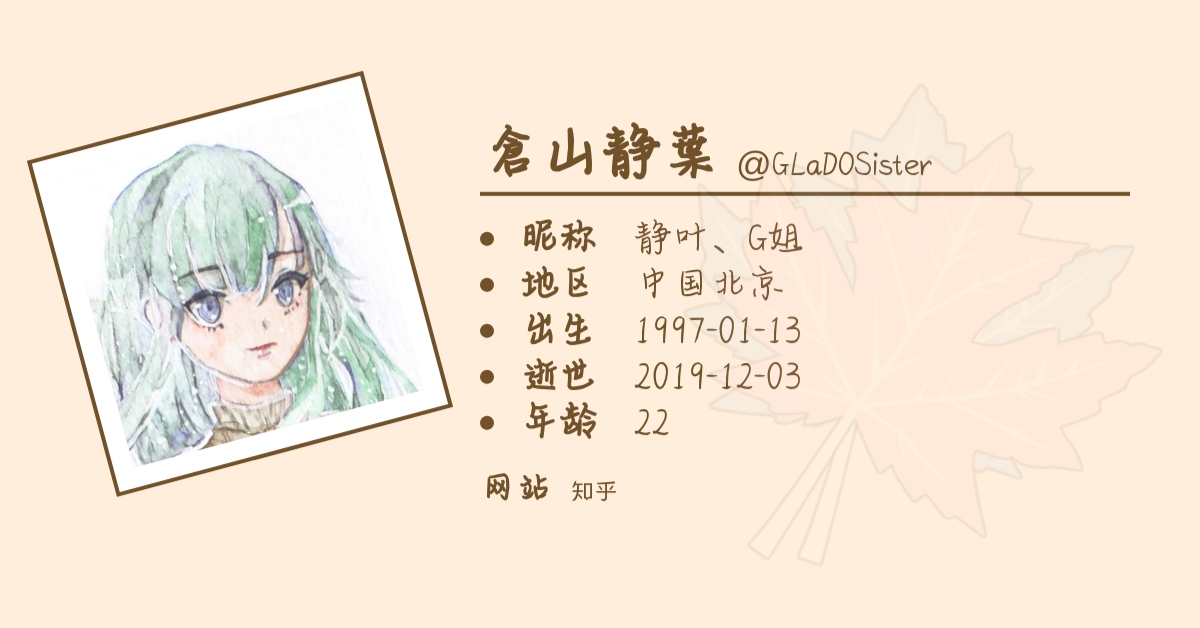 倉山静葉 @GLaDOSister
• 昵称 静叶、G姐
• 地区 中国北京
• 出生 1997-01-13
• 逝世 2019-12-03
• 年龄 22
网站 知乎